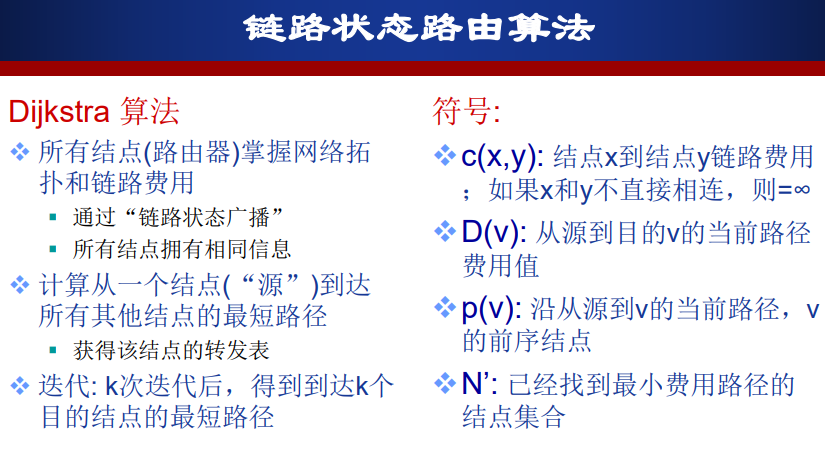 链路状态路由算法
Dijkstra 算法
所有结点(路由器)掌握网络拓
扑和链路费用
通过“链路状态广播”
所有结点拥有相同信息
计算从一个结点(“源”)到达
所有其他结点的最短路径
获得该结点的转发表
迭代: k次迭代后，得到到达k个
目的结点的最短路径
符号:
c(x,y): 结点x到结点y链路费用
；如果x和y不直接相连，则=∞
D(v): 从源到目的v的当前路径
费用值
p(v): 沿从源到v的当前路径，v
的前序结点
N’: 已经找到最小费用路径的
结点集合